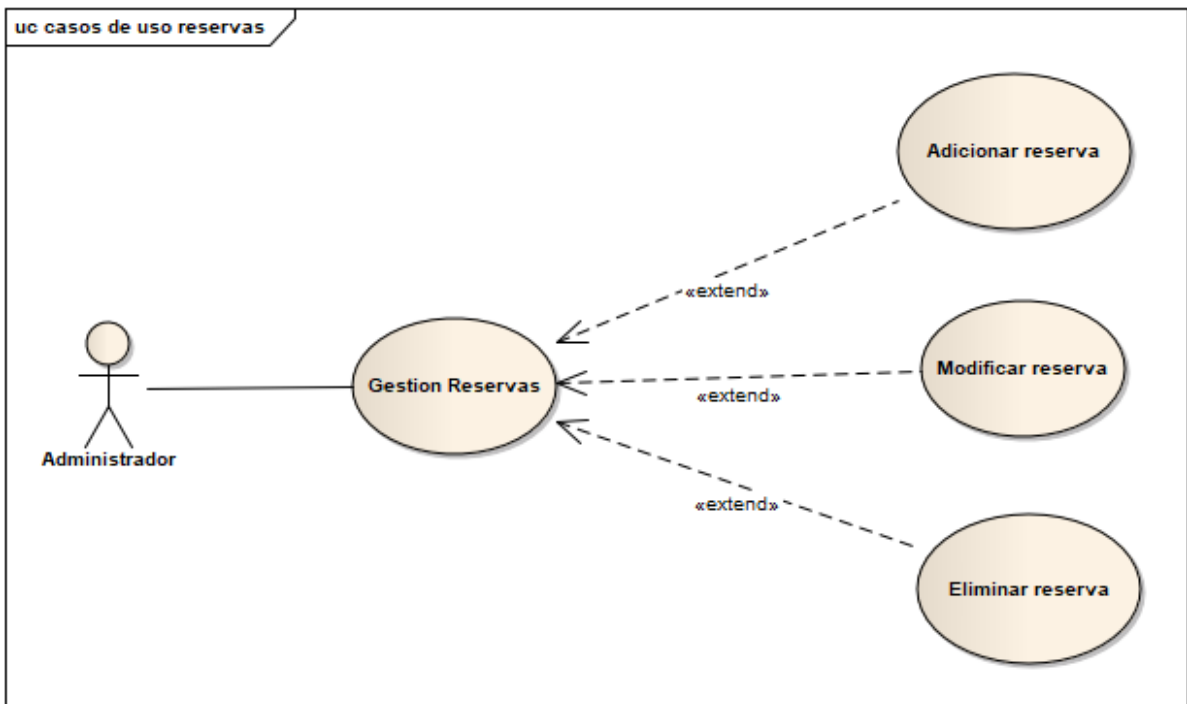 uc casos de uso reservas
Adicionar reserva
«extend»
Modificar reserva
Gestion Reservas
«extend»
Administrador
«extend»
Eliminar reserva